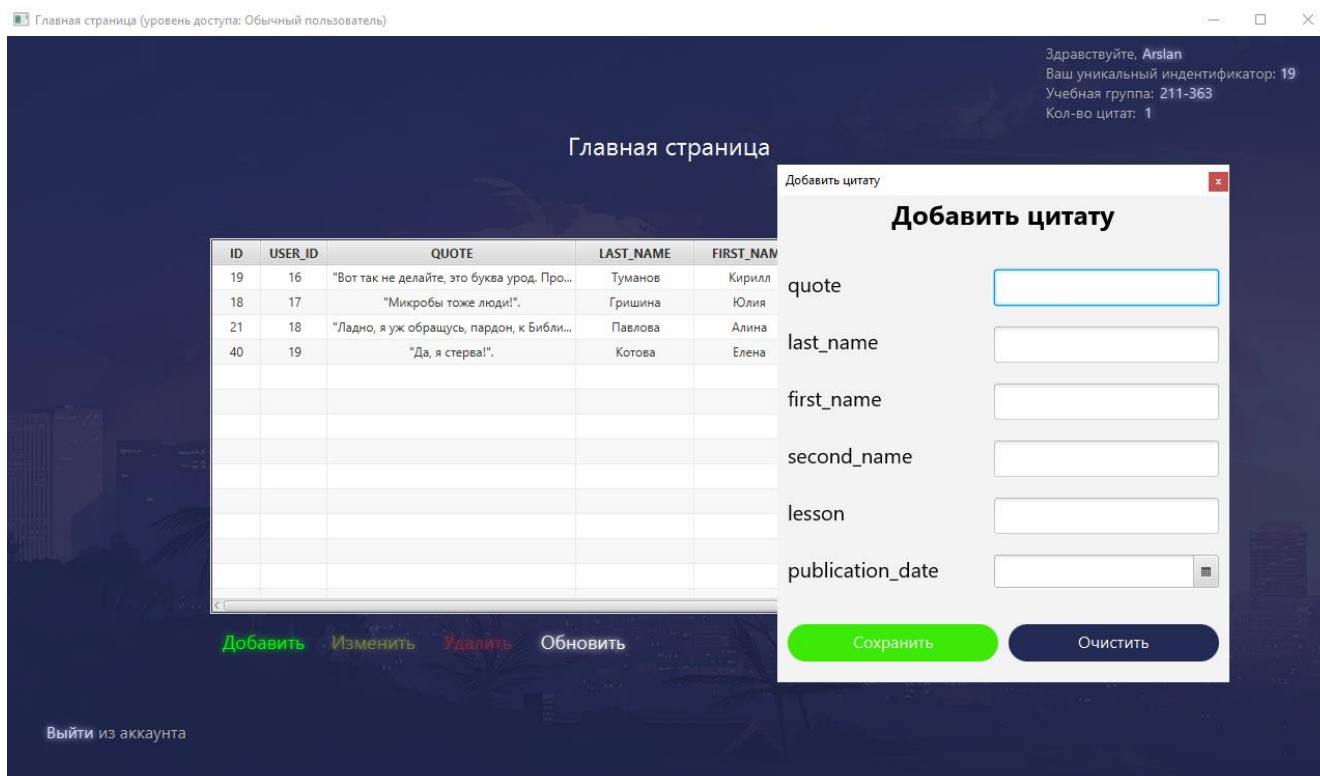 Главная страница (уровень доступа: Обычный пользователь)
Здравствуйте, Arslan
Ваш уникальный индентификатор: 19
Учебная группа: 211-363
Кол-во цитат: 1
Главная страница
ID USER_ID QUOTE LAST_NAME FIRST_NAM
19 16 "Вот так не делайте, это буква урод. Про... Туманов Кирилл
18 17 "Микробы тоже люди!". Гришина Юлия
21 18 "Ладно, я уж обращусь, пардон, к Библи... Павлова Алина
40 19 "Да, я стерва!". Котова Елена
Добавить Изменить Удалить Обновить
Выйти из аккаунта
Добавить цитату
x
Добавить цитату
quote
last_name
first_name
second_name
lesson
publication_date
Сохранить Очистить